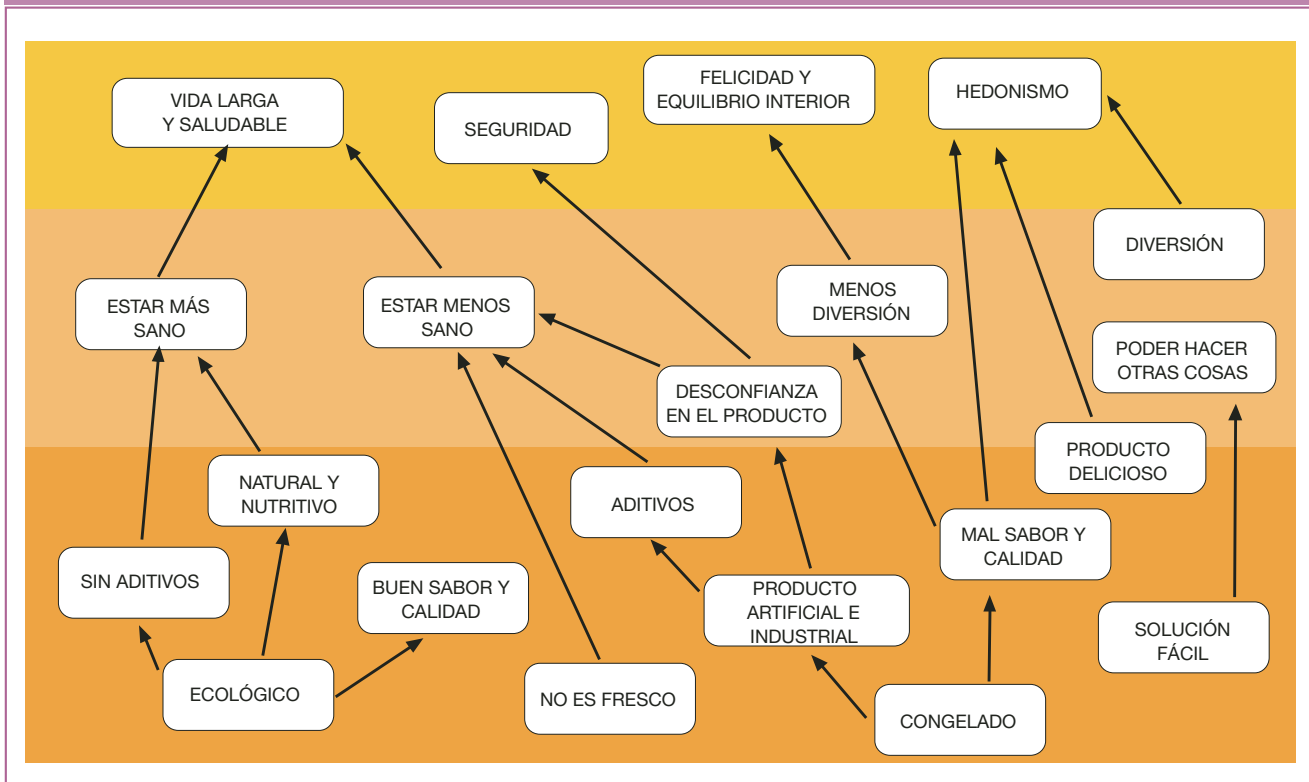 VIDA LARGA
Y SALUDABLE
SEGURIDAD
FELICIDAD Y
EQUILIBRIO INTERIOR
HEDONISMO
DIVERSIÓN
ESTAR MÁS
SANO
ESTAR MENOS
SANO
MENOS
DIVERSIÓN
PODER HACER
OTRAS COSAS
DESCONFIANZA
EN EL PRODUCTO
PRODUCTO
DELICIOSO
NATURAL Y
NUTRITIVO
ADITIVOS
MAL SABOR Y
CALIDAD
SIN ADITIVOS
BUEN SABOR Y
CALIDAD
PRODUCTO
ARTIFICIAL E
INDUSTRIAL
SOLUCIÓN
FÁCIL
ECOLÓGICO
NO ES FRESCO
CONGELADO